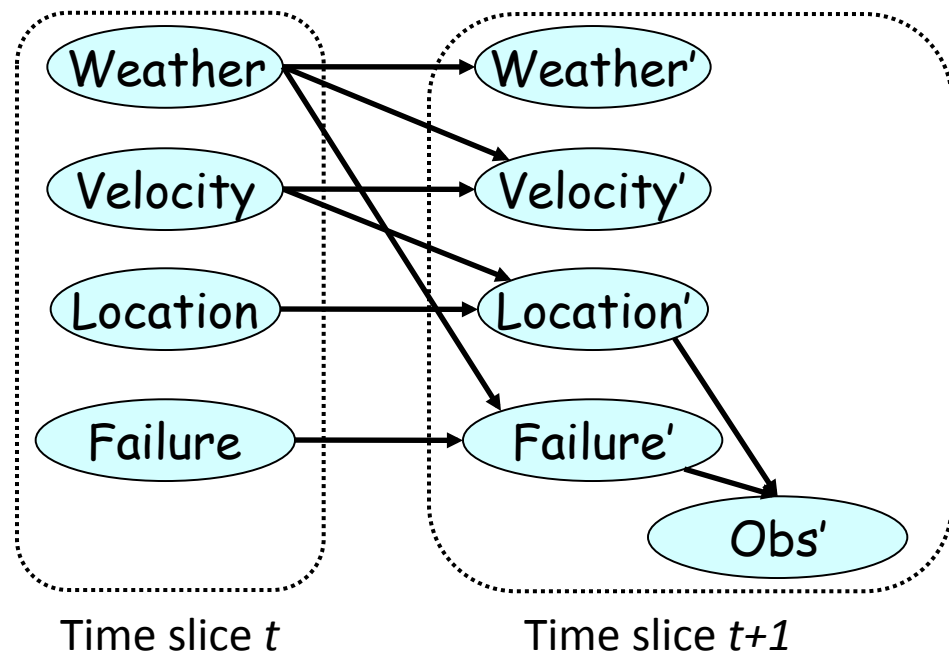 Weather
Weather'
Velocity
Velocity'
Location
Location'
Failure
Failure'
Obs'
Time slice t
Time slice t+1